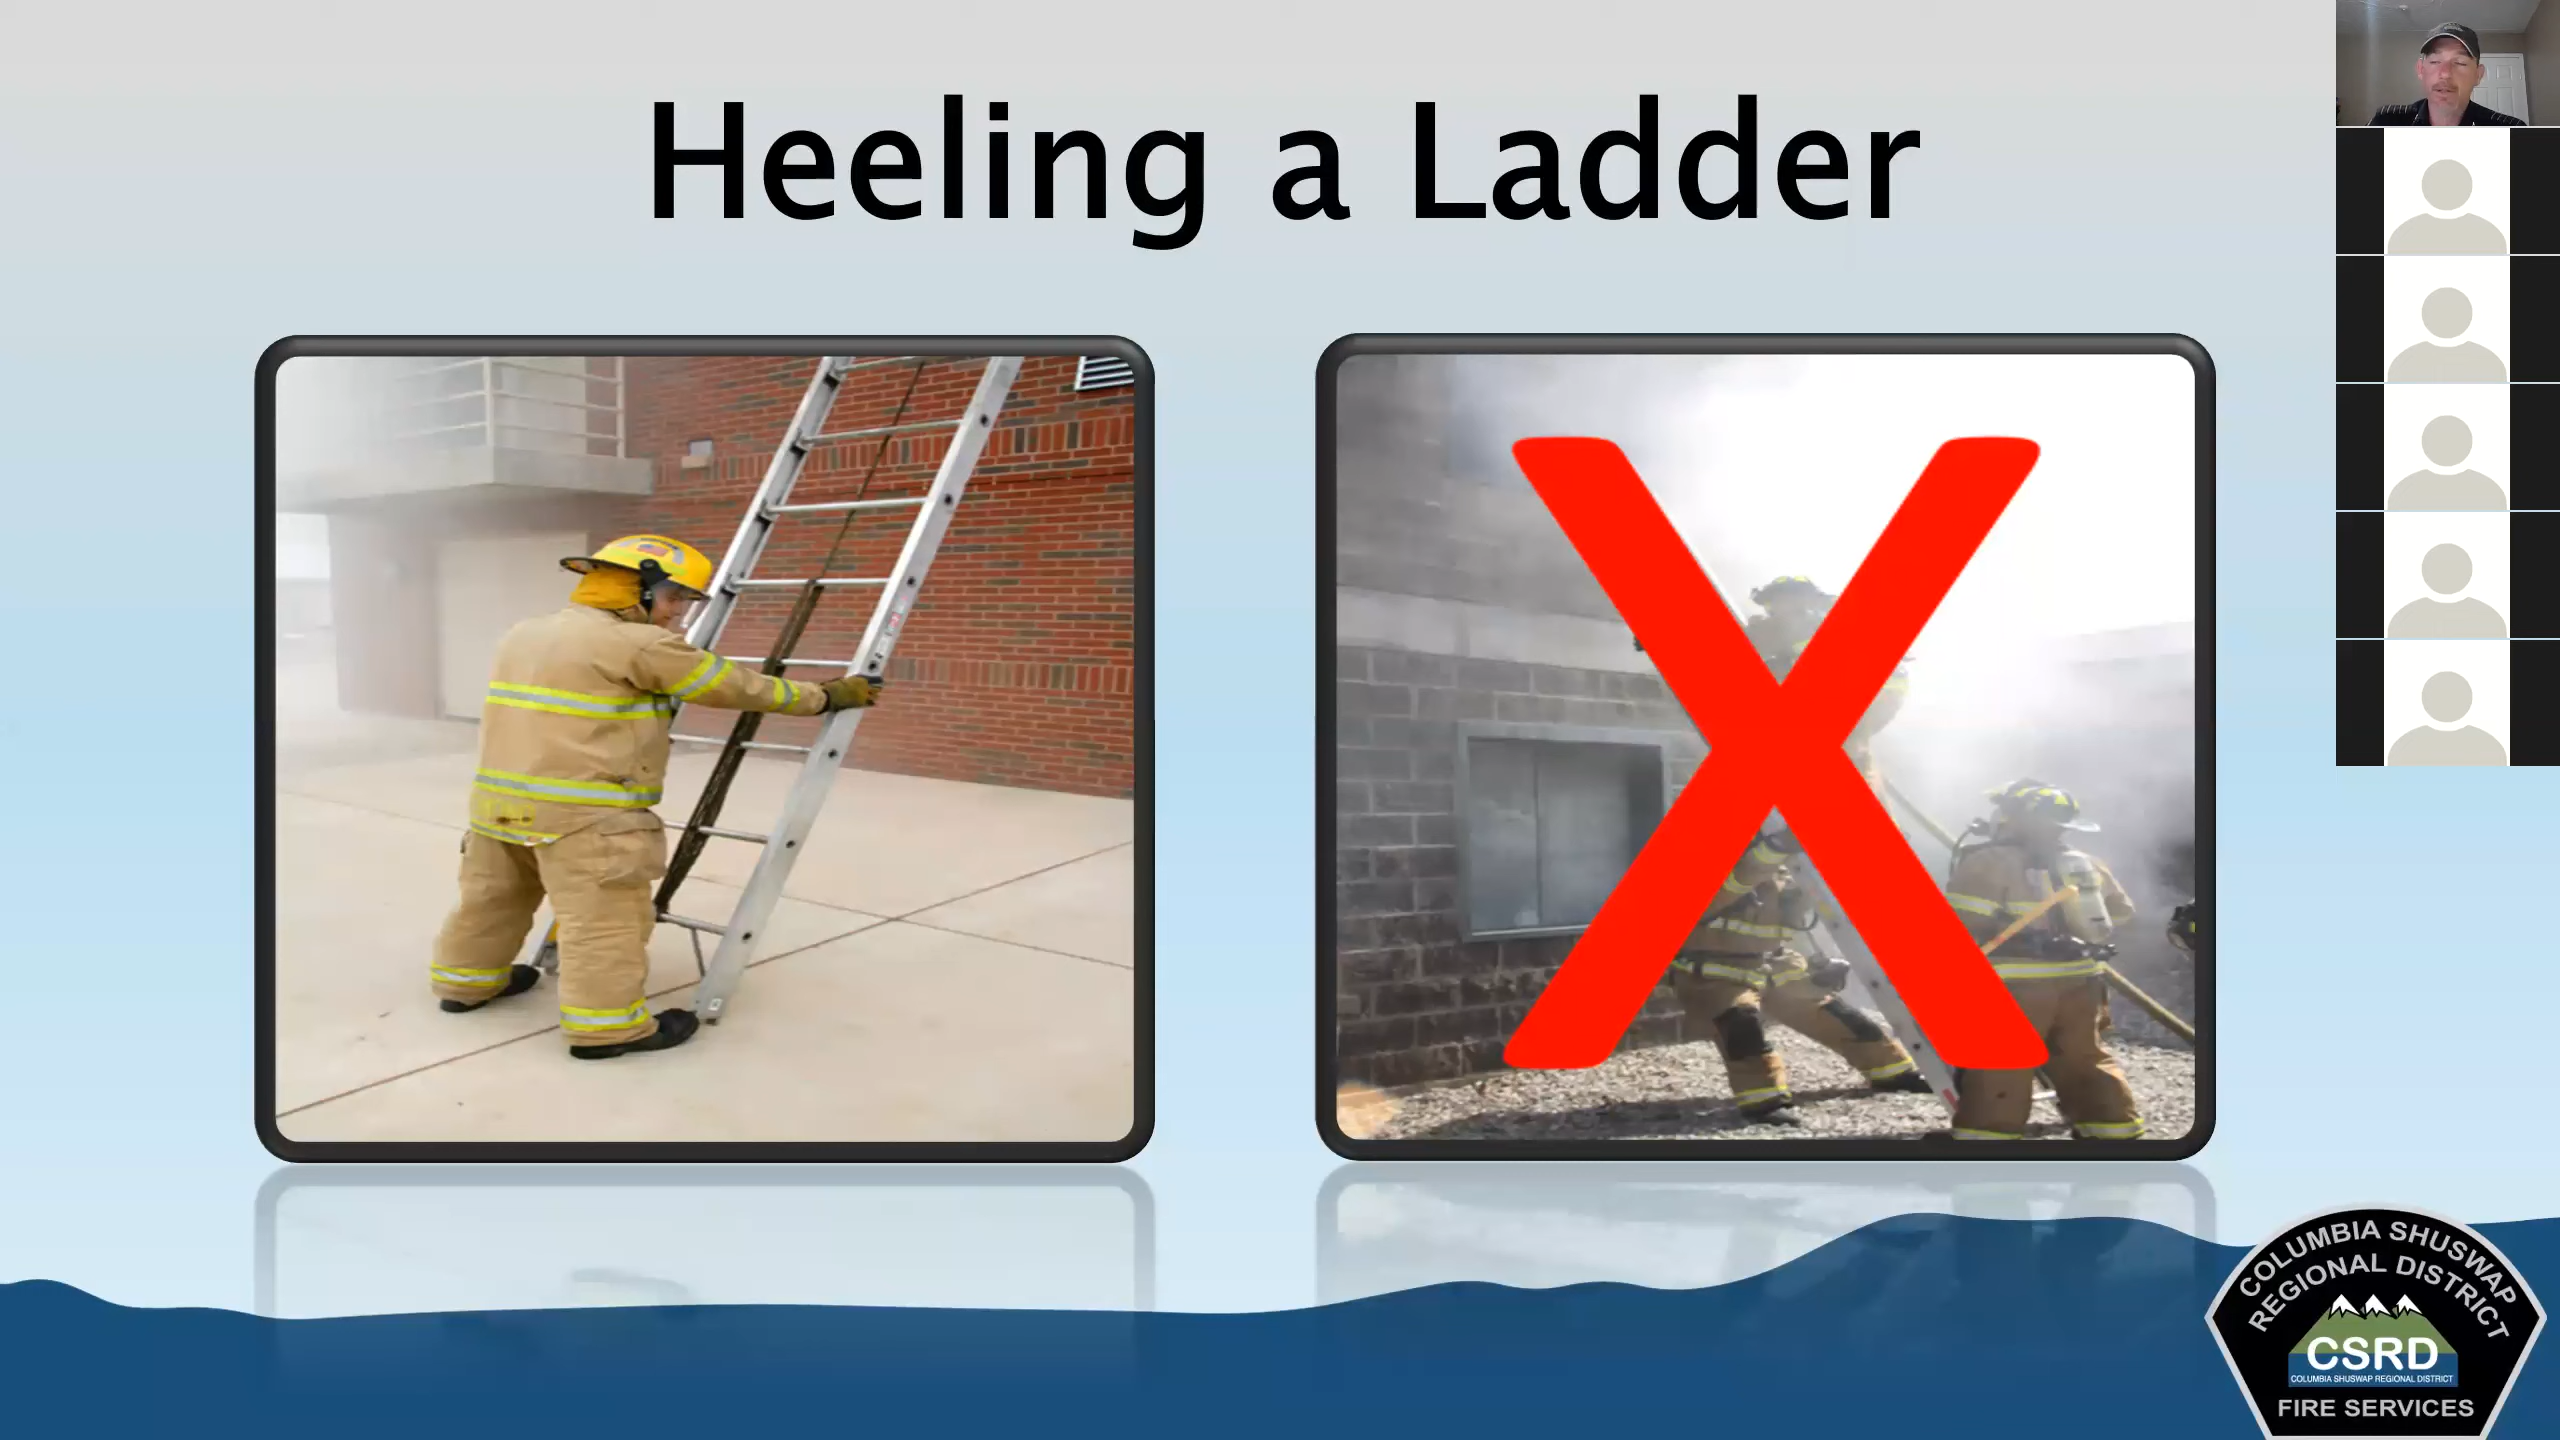 Heeling a Ladder
COLUMBIA SHUSWAP
REGIONAL DISTRICT
CSRD
COLUMBIA SHUSWAP REGIONAL DISTRICT
FIRE SERVICES